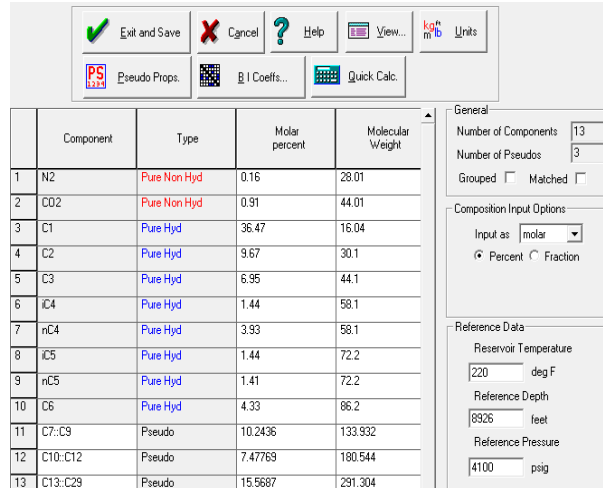 Exit and Save Cancel Help View... kg ft m lb Units
PS 1234 Pseudo Props. B I Coeffs... Quick Calc.
Component Type Molar percent Molecular Weight
1 N2 Pure Non Hyd 0.16 28.01
2 CO2 Pure Non Hyd 0.91 44.01
3 C1 Pure Hyd 36.47 16.04
4 C2 Pure Hyd 9.67 30.1
5 C3 Pure Hyd 6.95 44.1
6 iC4 Pure Hyd 1.44 58.1
7 nC4 Pure Hyd 3.93 58.1
8 iC5 Pure Hyd 1.44 72.2
9 nC5 Pure Hyd 1.41 72.2
10 C6 Pure Hyd 4.33 86.2
11 C7::C9 Pseudo 10.2436 133.932
12 C10::C12 Pseudo 7.47769 180.544
13 C13::C29 Pseudo 15.5687 291.304
General
Number of Components 13
Number of Pseudos 3
Grouped Matched
Composition Input Options
Input as molar
Percent Fraction
Reference Data
Reservoir Temperature
220 deg F
Reference Depth
8926 feet
Reference Pressure
4100 psig